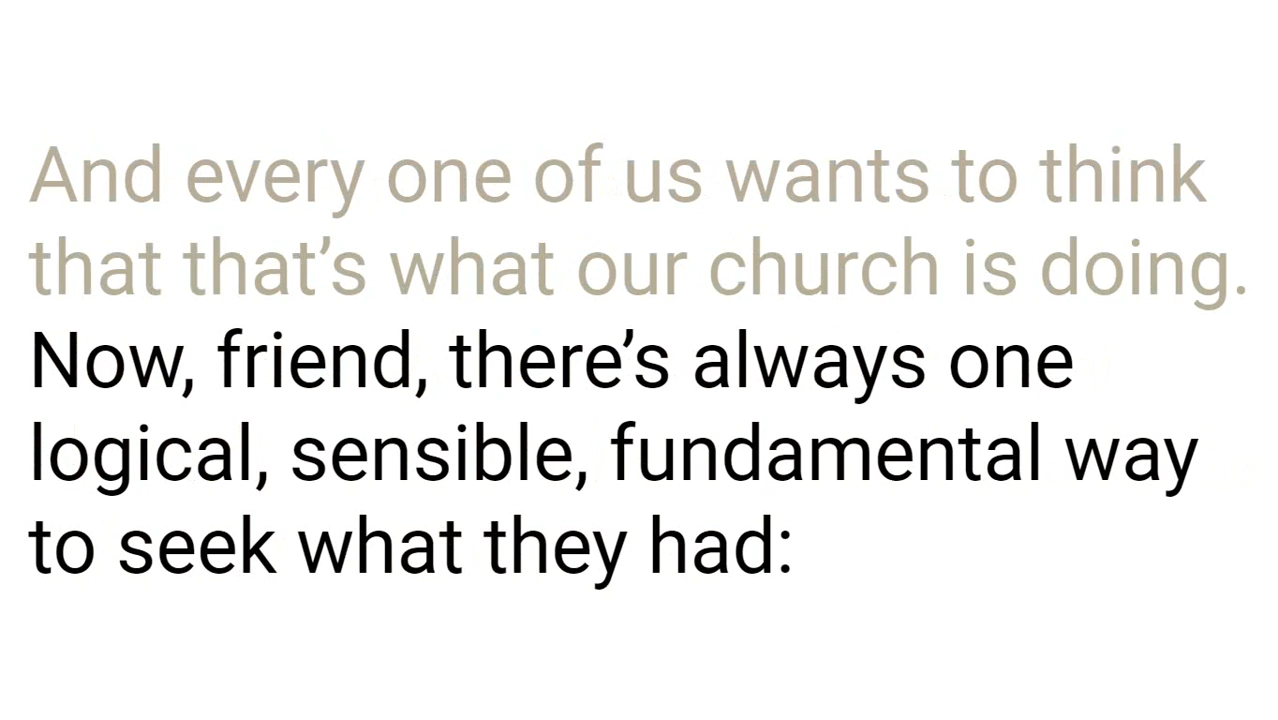 And every one of us wants to think
that that’s what our church is doing.
Now, friend, there’s always one
logical, sensible, fundamental way
to seek what they had: